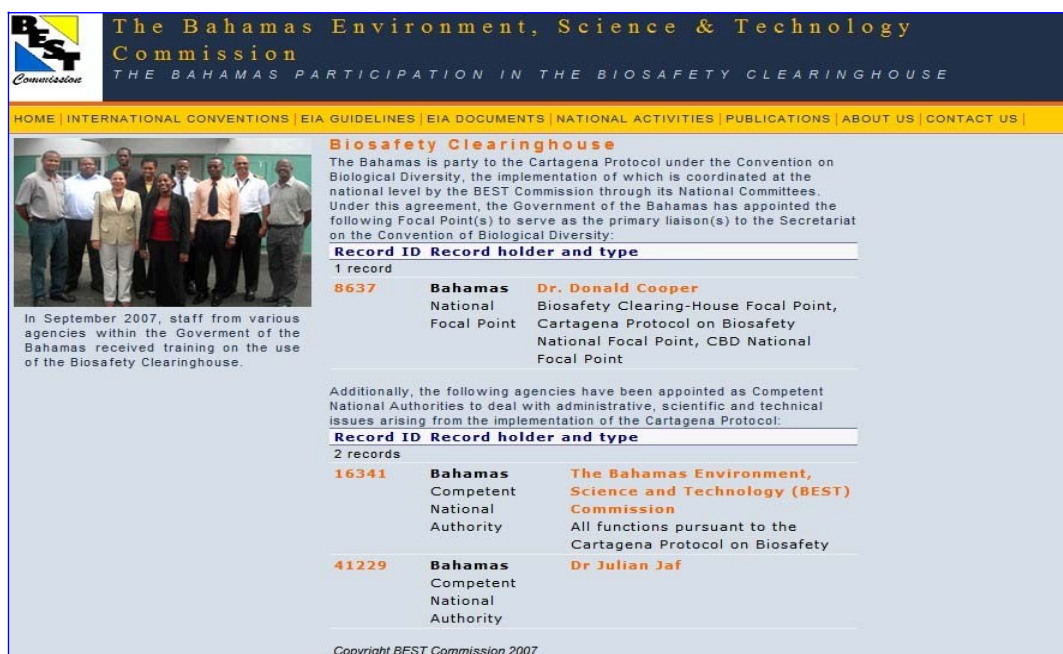 BEST
Commission
The Bahamas Environment, Science & Technology
Commission
THE BAHAMAS PARTICIPATION IN THE BIOSAFETY CLEARINGHOUSE
HOME | INTERNATIONAL CONVENTIONS | EIA GUIDELINES | EIA DOCUMENTS | NATIONAL ACTIVITIES | PUBLICATIONS | ABOUT US | CONTACT US |
In September 2007, staff from various
agencies within the Goverment of the
Bahamas received training on the use
of the Biosafety Clearinghouse.
Biosafety Clearinghouse
The Bahamas is party to the Cartagena Protocol under the Convention on
Biological Diversity, the implementation of which is coordinated at the
national level by the BEST Commission through its National Committees.
Under this agreement, the Government of the Bahamas has appointed the
following Focal Point(s) to serve as the primary liaison(s) to the Secretariat
on the Convention of Biological Diversity:
Record ID Record holder and type
1 record
8637 Bahamas Dr. Donald Cooper
National Biosafety Clearing-House Focal Point,
Focal Point Cartagena Protocol on Biosafety
National Focal Point, CBD National
Focal Point
Additionally, the following agencies have been appointed as Competent
National Authorities to deal with administrative, scientific and technical
issues arising from the implementation of the Cartagena Protocol:
Record ID Record holder and type
2 records
16341 Bahamas The Bahamas Environment,
Competent Science and Technology (BEST)
National Commission
Authority All functions pursuant to the
Cartagena Protocol on Biosafety
41229 Bahamas Dr Julian Jaf
Competent
National
Authority
Copyright BEST Commission 2007